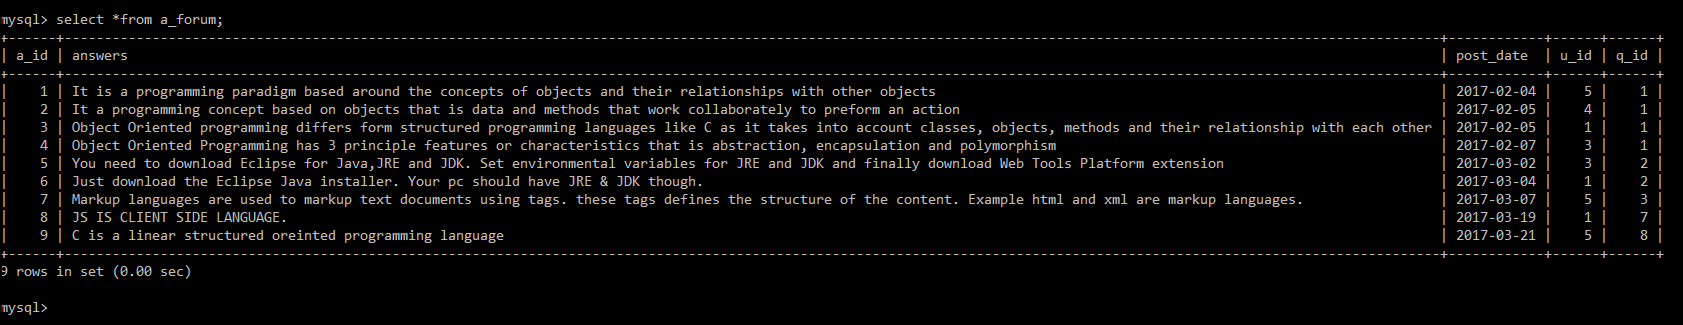 mysql> select *from a_forum;
+------+----------------------------------------------------------------------------------------------------------------------------------------------------------------------------+------------+------+------+
| a_id | answers                                                                                                                                                                    | post_date  | u_id | q_id |
+------+----------------------------------------------------------------------------------------------------------------------------------------------------------------------------+------------+------+------+
|    1 | It is a programming paradigm based around the concepts of objects and their relationships with other objects                                                               | 2017-02-04 |    5 |    1 |
|    2 | It a programming concept based on objects that is data and methods that work collaborately to preform an action                                                            | 2017-02-05 |    4 |    1 |
|    3 | Object Oriented programming differs form structured programming languages like C as it takes into account classes, objects, methods and their relationship with each other | 2017-02-05 |    1 |    1 |
|    4 | Object Oriented Programming has 3 principle features or characteristics that is abstraction, encapsulation and polymorphism                                                | 2017-02-07 |    3 |    1 |
|    5 | You need to download Eclipse for Java,JRE and JDK. Set environmental variables for JRE and JDK and finally download Web Tools Platform extension                           | 2017-03-02 |    3 |    2 |
|    6 | Just download the Eclipse Java installer. Your pc should have JRE & JDK though.                                                                                            | 2017-03-04 |    1 |    2 |
|    7 | Markup languages are used to markup text documents using tags. these tags defines the structure of the content. Example html and xml are markup languages.                 | 2017-03-07 |    5 |    3 |
|    8 | JS IS CLIENT SIDE LANGUAGE.                                                                                                                                                | 2017-03-19 |    1 |    7 |
|    9 | C is a linear structured oreinted programming language                                                                                                                     | 2017-03-21 |    5 |    8 |
+------+----------------------------------------------------------------------------------------------------------------------------------------------------------------------------+------------+------+------+
9 rows in set (0.00 sec)
mysql>